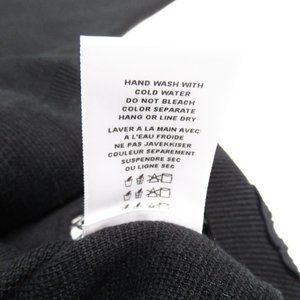 HAND WASH WITH
COLD WATER
DO NOT BLEACH
COLOR SEPARATE
HANG OR LINE DRY
LAVER A LA MAIN AVEC
A L'EAU FROIDE
NE PAS JAVEKKISER
COULEUR SEPAREMENT
SUSPENDRE SEC
OU LIGNE SEC